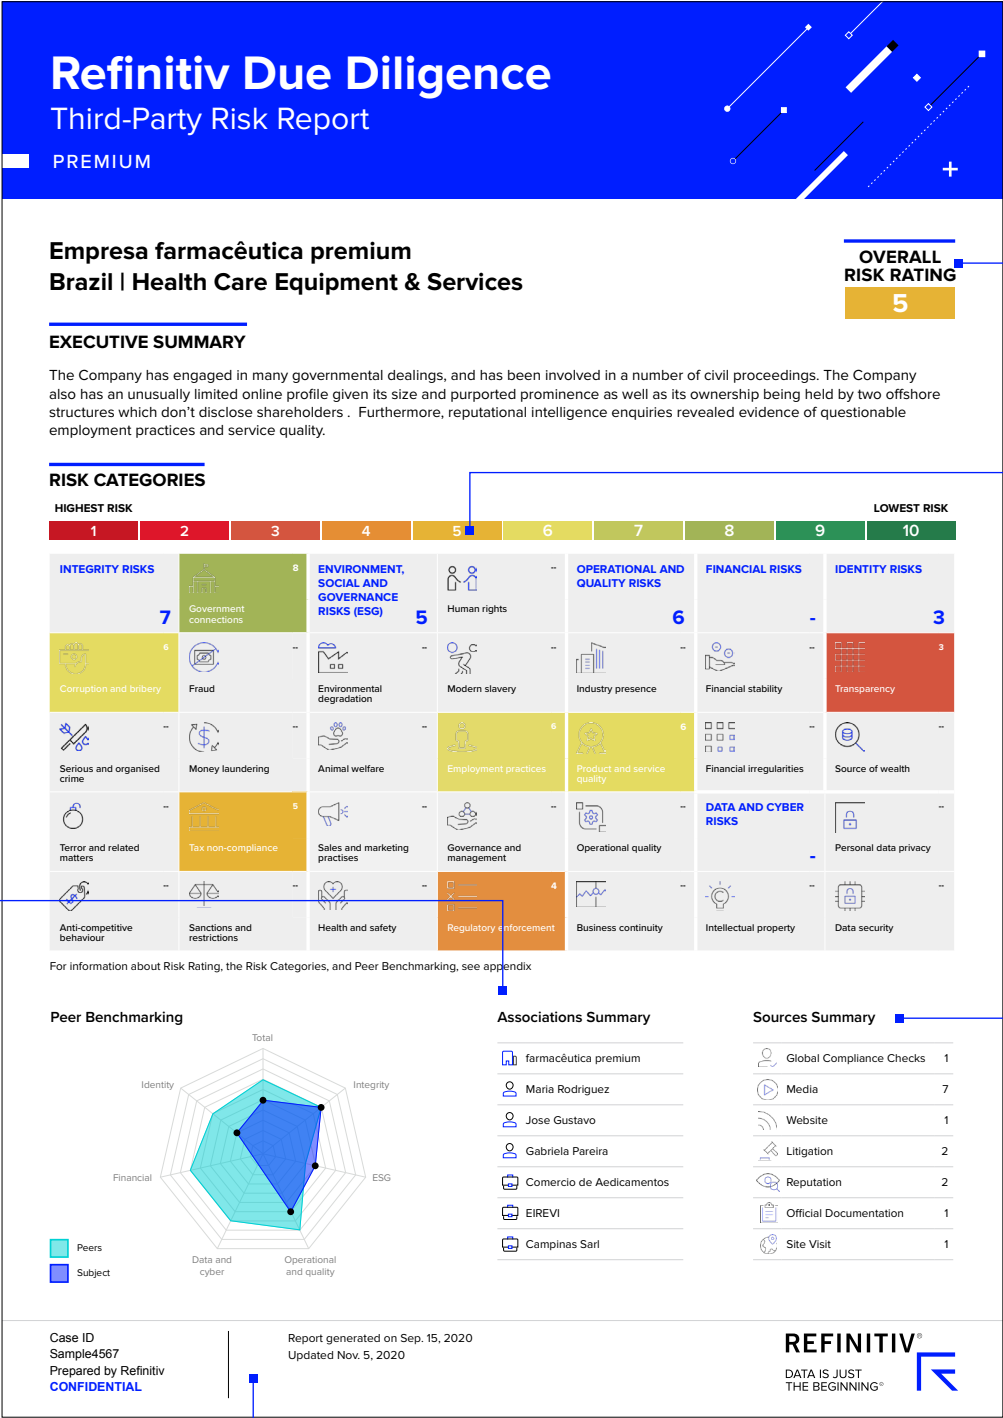 Refinitiv Due Diligence
Third-Party Risk Report
PREMIUM
Empresa farmacêutica premium
Brazil | Health Care Equipment & Services
OVERALL
RISK RATING
5
EXECUTIVE SUMMARY
The Company has engaged in many governmental dealings, and has been involved in a number of civil proceedings. The Company
also has an unusually limited online profile given its size and purported prominence as well as its ownership being held by two offshore
structures which don't disclose shareholders .  Furthermore, reputational intelligence enquiries revealed evidence of questionable
employment practices and service quality.
RISK CATEGORIES
HIGHEST RISK
LOWEST RISK
1 2 3 4 5 6 7 8 9 10
INTEGRITY RISKS
7
8
Government
connections
ENVIRONMENT,
SOCIAL AND
GOVERNANCE
RISKS (ESG)
5
--
Human rights
OPERATIONAL AND
QUALITY RISKS
6
FINANCIAL RISKS
-
IDENTITY RISKS
3
6
Corruption and bribery
--
Fraud
--
Environmental
degradation
--
Modern slavery
--
Industry presence
--
Financial stability
3
Transparency
--
Serious and organised
crime
--
Money laundering
--
Animal welfare
6
Employment practices
6
Product and service
quality
--
Financial irregularities
--
Source of wealth
--
Terror and related
matters
5
Tax non-compliance
--
Sales and marketing
practises
--
Governance and
management
--
Operational quality
DATA AND CYBER
RISKS
-
--
Personal data privacy
--
Anti-competitive
behaviour
--
Sanctions and
restrictions
--
Health and safety
4
Regulatory enforcement
--
Business continuity
--
Intellectual property
--
Data security
For information about Risk Rating, the Risk Categories, and Peer Benchmarking, see appendix
Peer Benchmarking
Total
Identity
Integrity
Financial
ESG
Data and
cyber
Operational
and quality
Peers
Subject
Associations Summary
farmacêutica premium
Maria Rodriguez
Jose Gustavo
Gabriela Pareira
Comercio de Aedicamentos
EIREVI
Campinas Sarl
Sources Summary
Global Compliance Checks 1
Media 7
Website 1
Litigation 2
Reputation 2
Official Documentation 1
Site Visit 1
Case ID
Sample4567
Prepared by Refinitiv
CONFIDENTIAL
Report generated on Sep. 15, 2020
Updated Nov. 5, 2020
REFINITIV®
DATA IS JUST
THE BEGINNING®